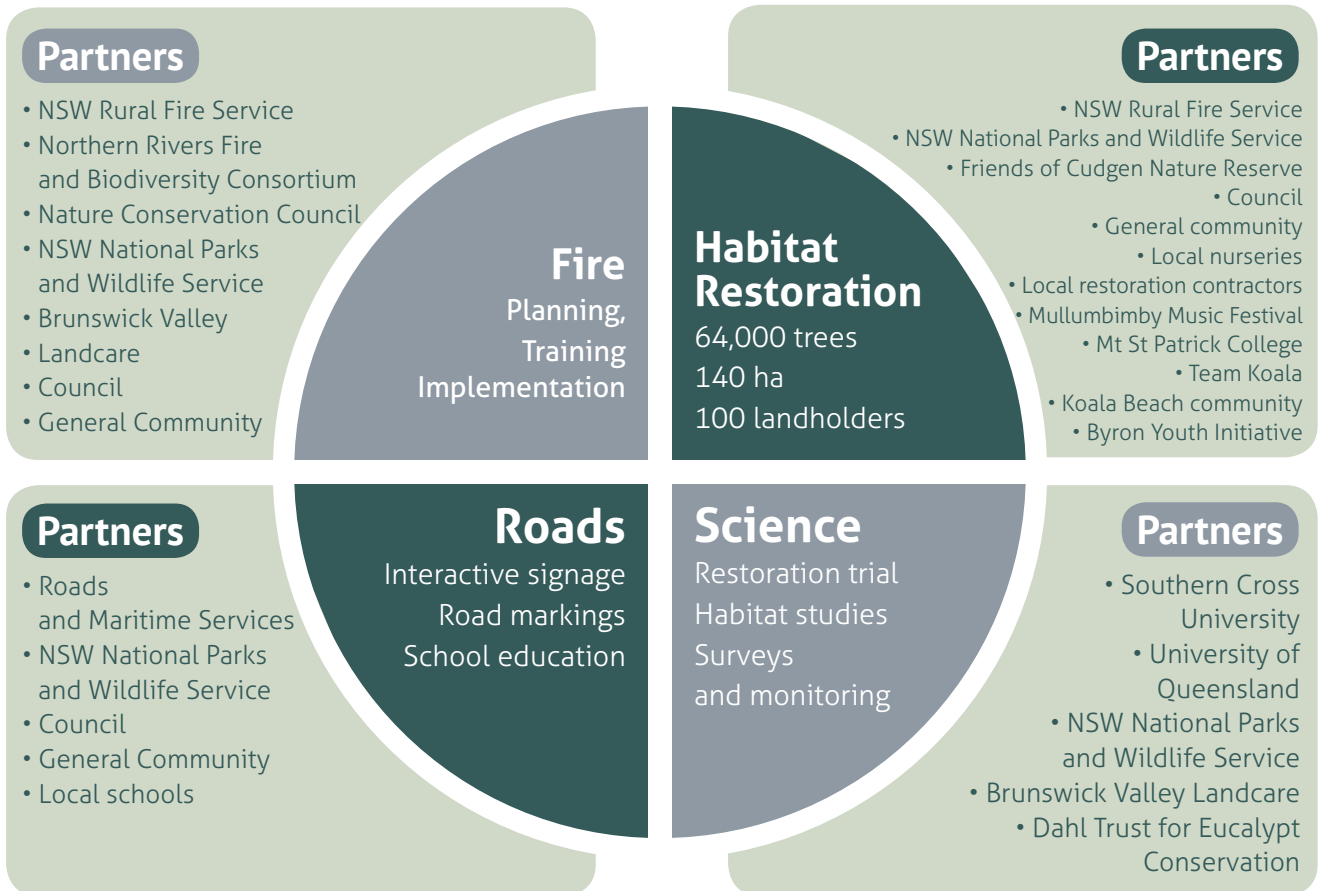 Partners
• NSW Rural Fire Service
• Northern Rivers Fire
and Biodiversity Consortium
• Nature Conservation Council
• NSW National Parks
and Wildlife Service
• Brunswick Valley
• Landcare
• Council
• General Community
Fire
Planning,
Training
Implementation
Habitat
Restoration
64,000 trees
140 ha
100 landholders
Partners
• NSW Rural Fire Service
• NSW National Parks and Wildlife Service
• Friends of Cudgen Nature Reserve
• Council
• General community
• Local nurseries
• Local restoration contractors
• Mullumbimby Music Festival
• Mt St Patrick College
• Team Koala
• Koala Beach community
• Byron Youth Initiative
Partners
• Roads
and Maritime Services
• NSW National Parks
and Wildlife Service
• Council
• General Community
• Local schools
Roads
Interactive signage
Road markings
School education
Science
Restoration trial
Habitat studies
Surveys
and monitoring
Partners
• Southern Cross
University
• University of
Queensland
• NSW National Parks
and Wildlife Service
• Brunswick Valley Landcare
• Dahl Trust for Eucalypt
Conservation